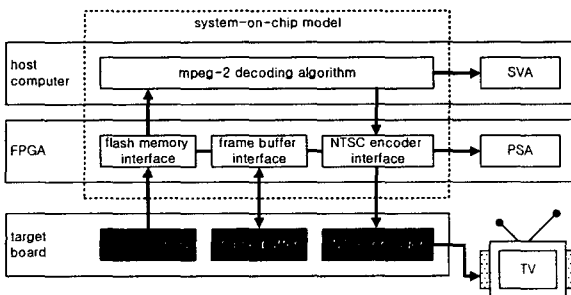 system-on-chip model
host
computer
mpeg-2 decoding algorithm
SVA
FPGA
flash memory
interface
frame buffer
interface
NTSC encoder
interface
PSA
target
board
TV